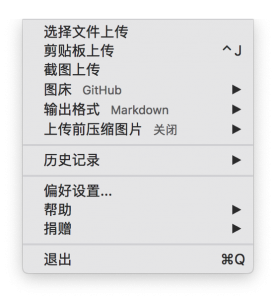 选择文件上传
剪贴板上传 ^J
截图上传
图床 GitHub
输出格式 Markdown
上传前压缩图片 关闭
历史记录
偏好设置...
帮助
捐赠
退出 ⌘Q